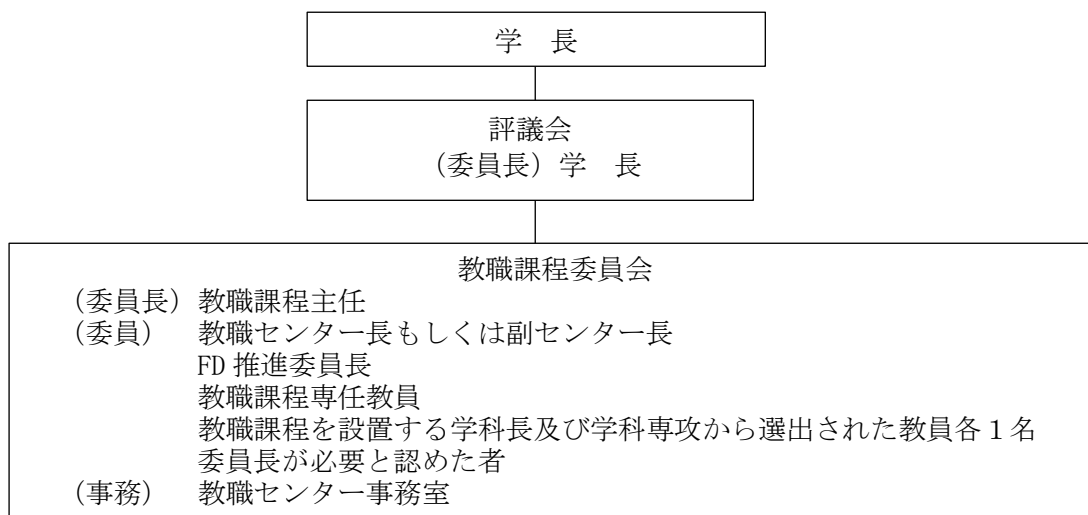 学　長
評議会
（委員長）学　長
教職課程委員会
（委員長）教職課程主任
（委員）　教職センター長もしくは副センター長
FD 推進委員長
教職課程専任教員
教職課程を設置する学科長及び学科専攻から選出された教員各１名
委員長が必要と認めた者
（事務）　教職センター事務室